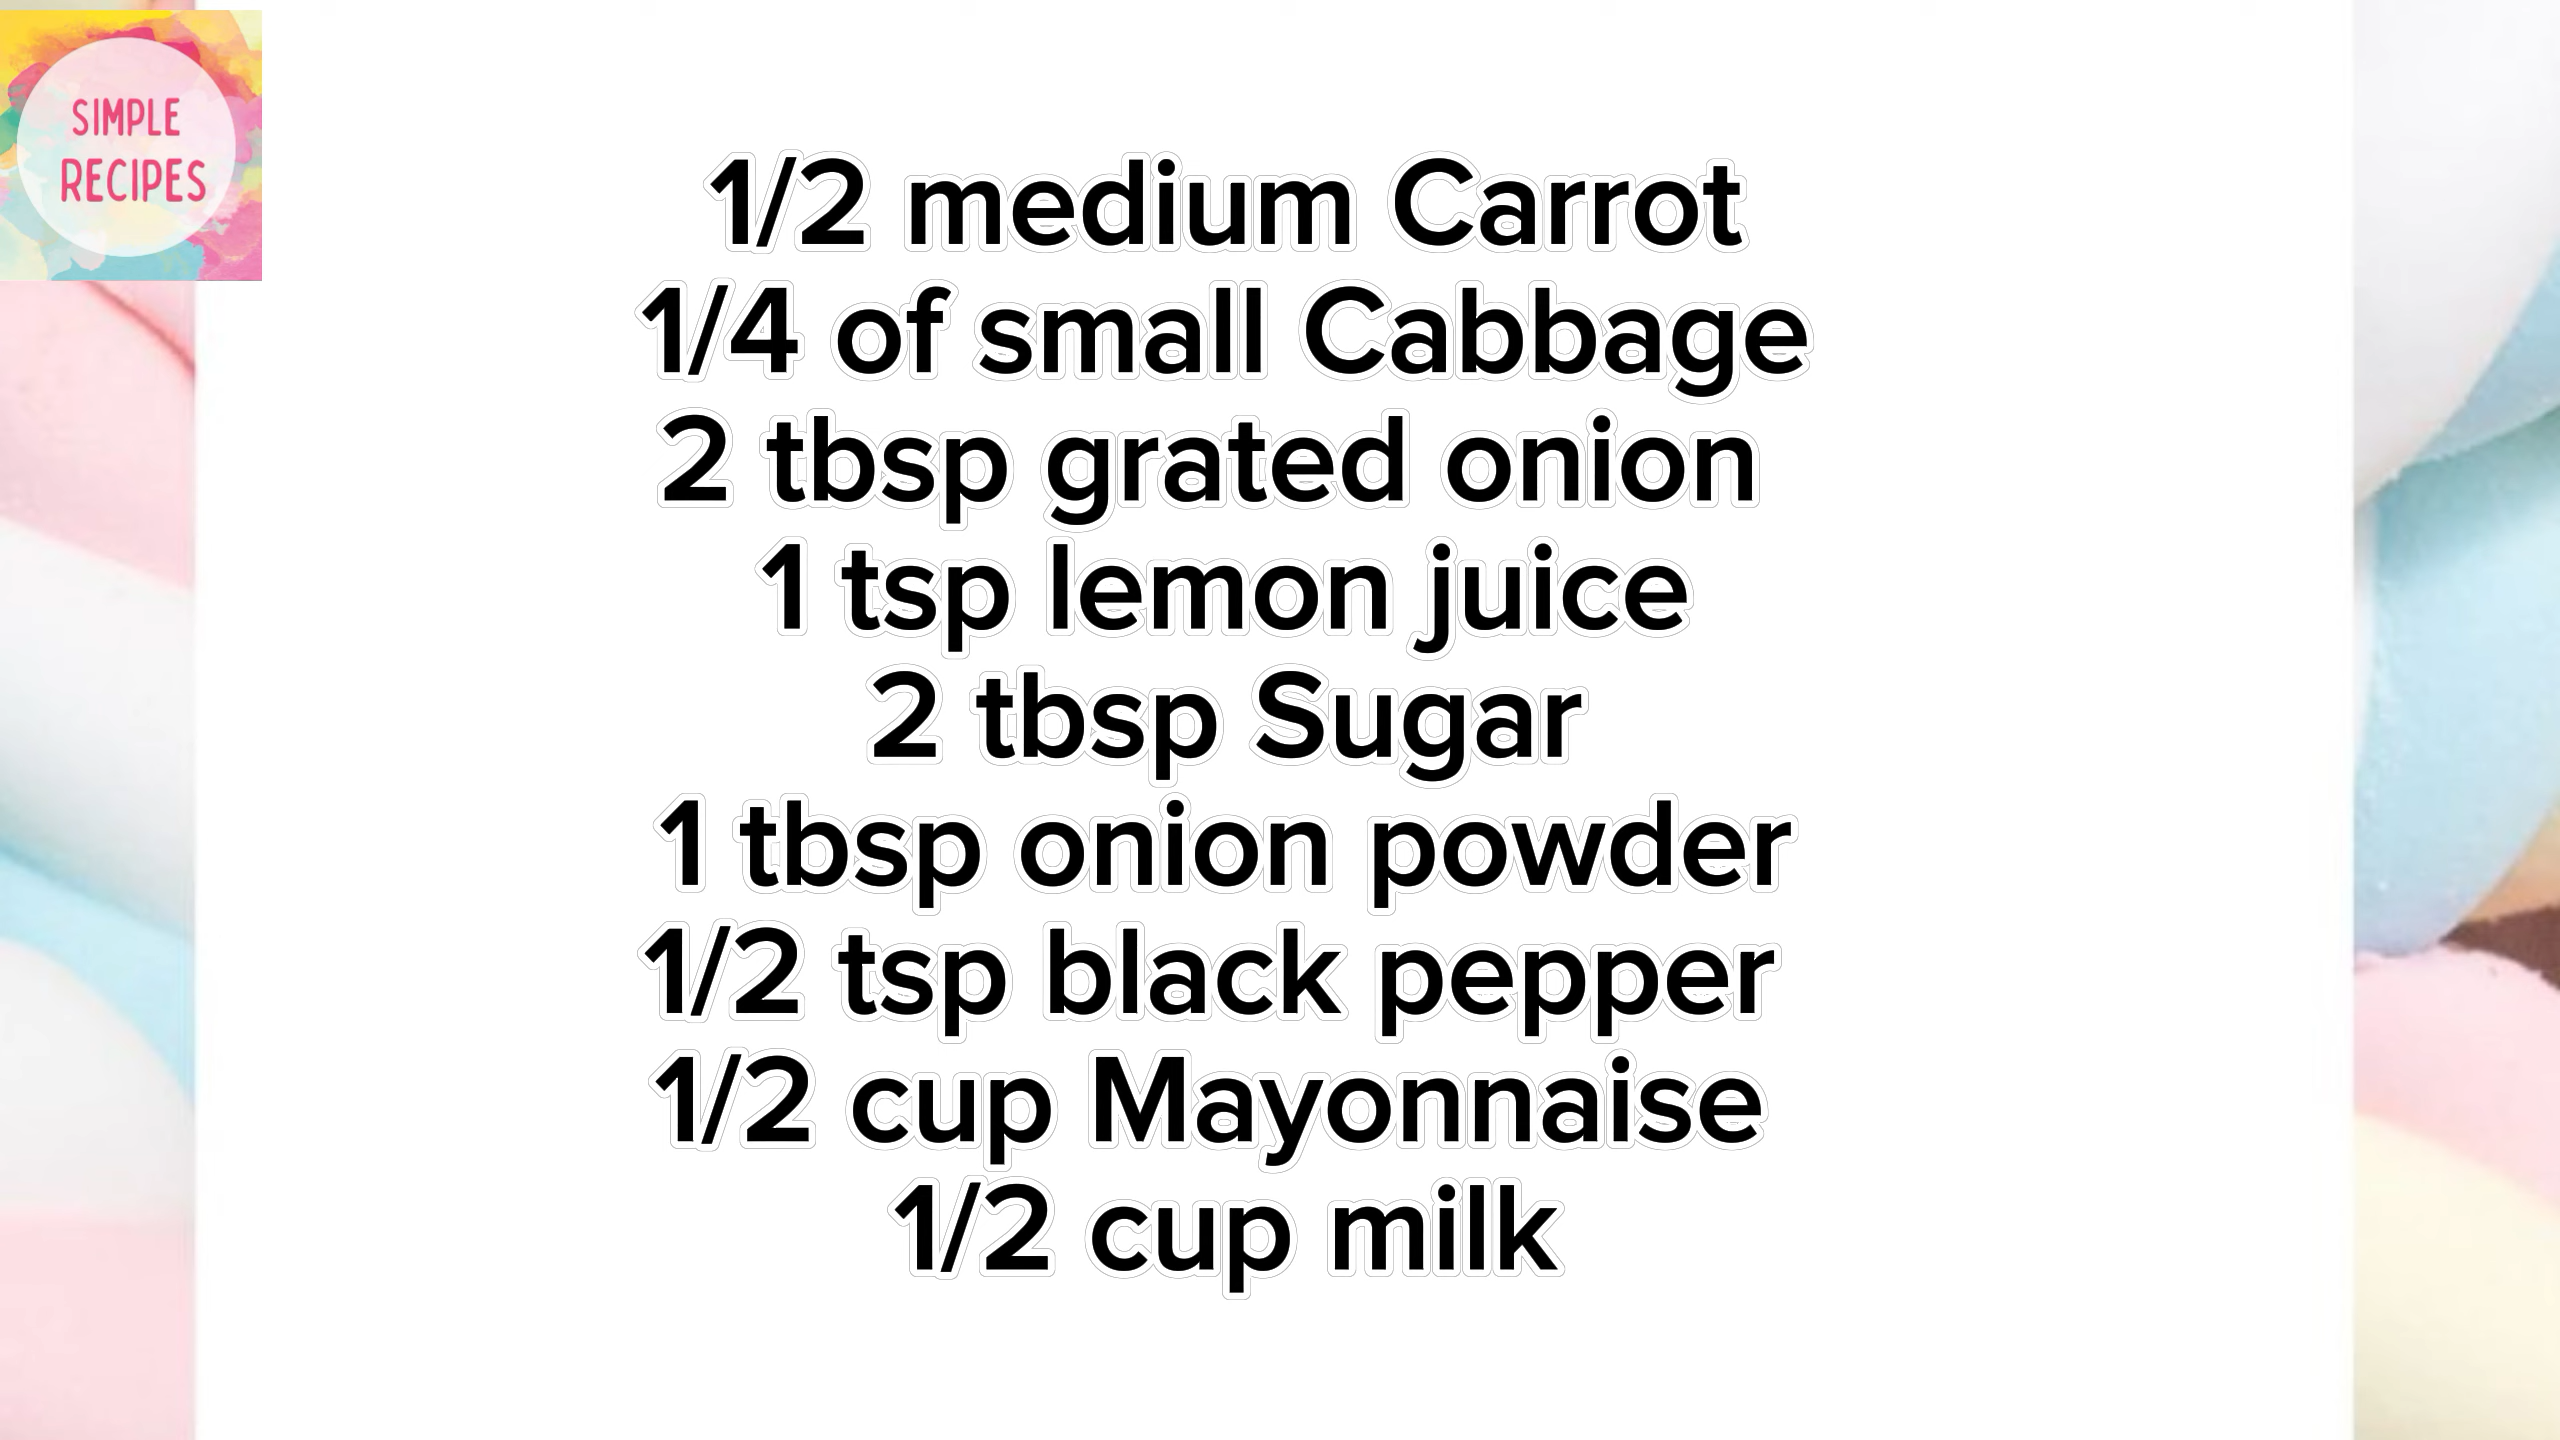 SIMPLE
RECIPES
1/2 medium Carrot
1/4 of small Cabbage
2 tbsp grated onion
1 tsp lemon juice
2 tbsp Sugar
1 tbsp onion powder
1/2 tsp black pepper
1/2 cup Mayonnaise
1/2 cup milk